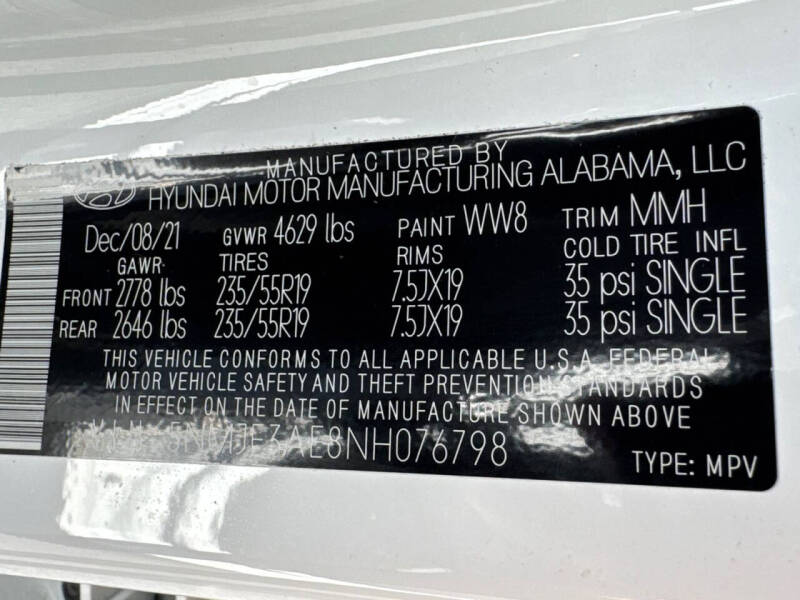 MANUFACTURED BY
HYUNDAI MOTOR MANUFACTURING ALABAMA, LLC
Dec/08/21 GVWR 4629 lbs PAINT WW8 TRIM MMH
GAWR TIRES RIMS COLD TIRE INFL
FRONT 2778 lbs 235/55R19 7.5JX19 35 psi SINGLE
REAR 2646 lbs 235/55R19 7.5JX19 35 psi SINGLE
THIS VEHICLE CONFORMS TO ALL APPLICABLE U.S.A. FEDERAL
MOTOR VEHICLE SAFETY AND THEFT PREVENTION STANDARDS
IN EFFECT ON THE DATE OF MANUFACTURE SHOWN ABOVE
5NMJE3AE8NH076798
TYPE: MPV